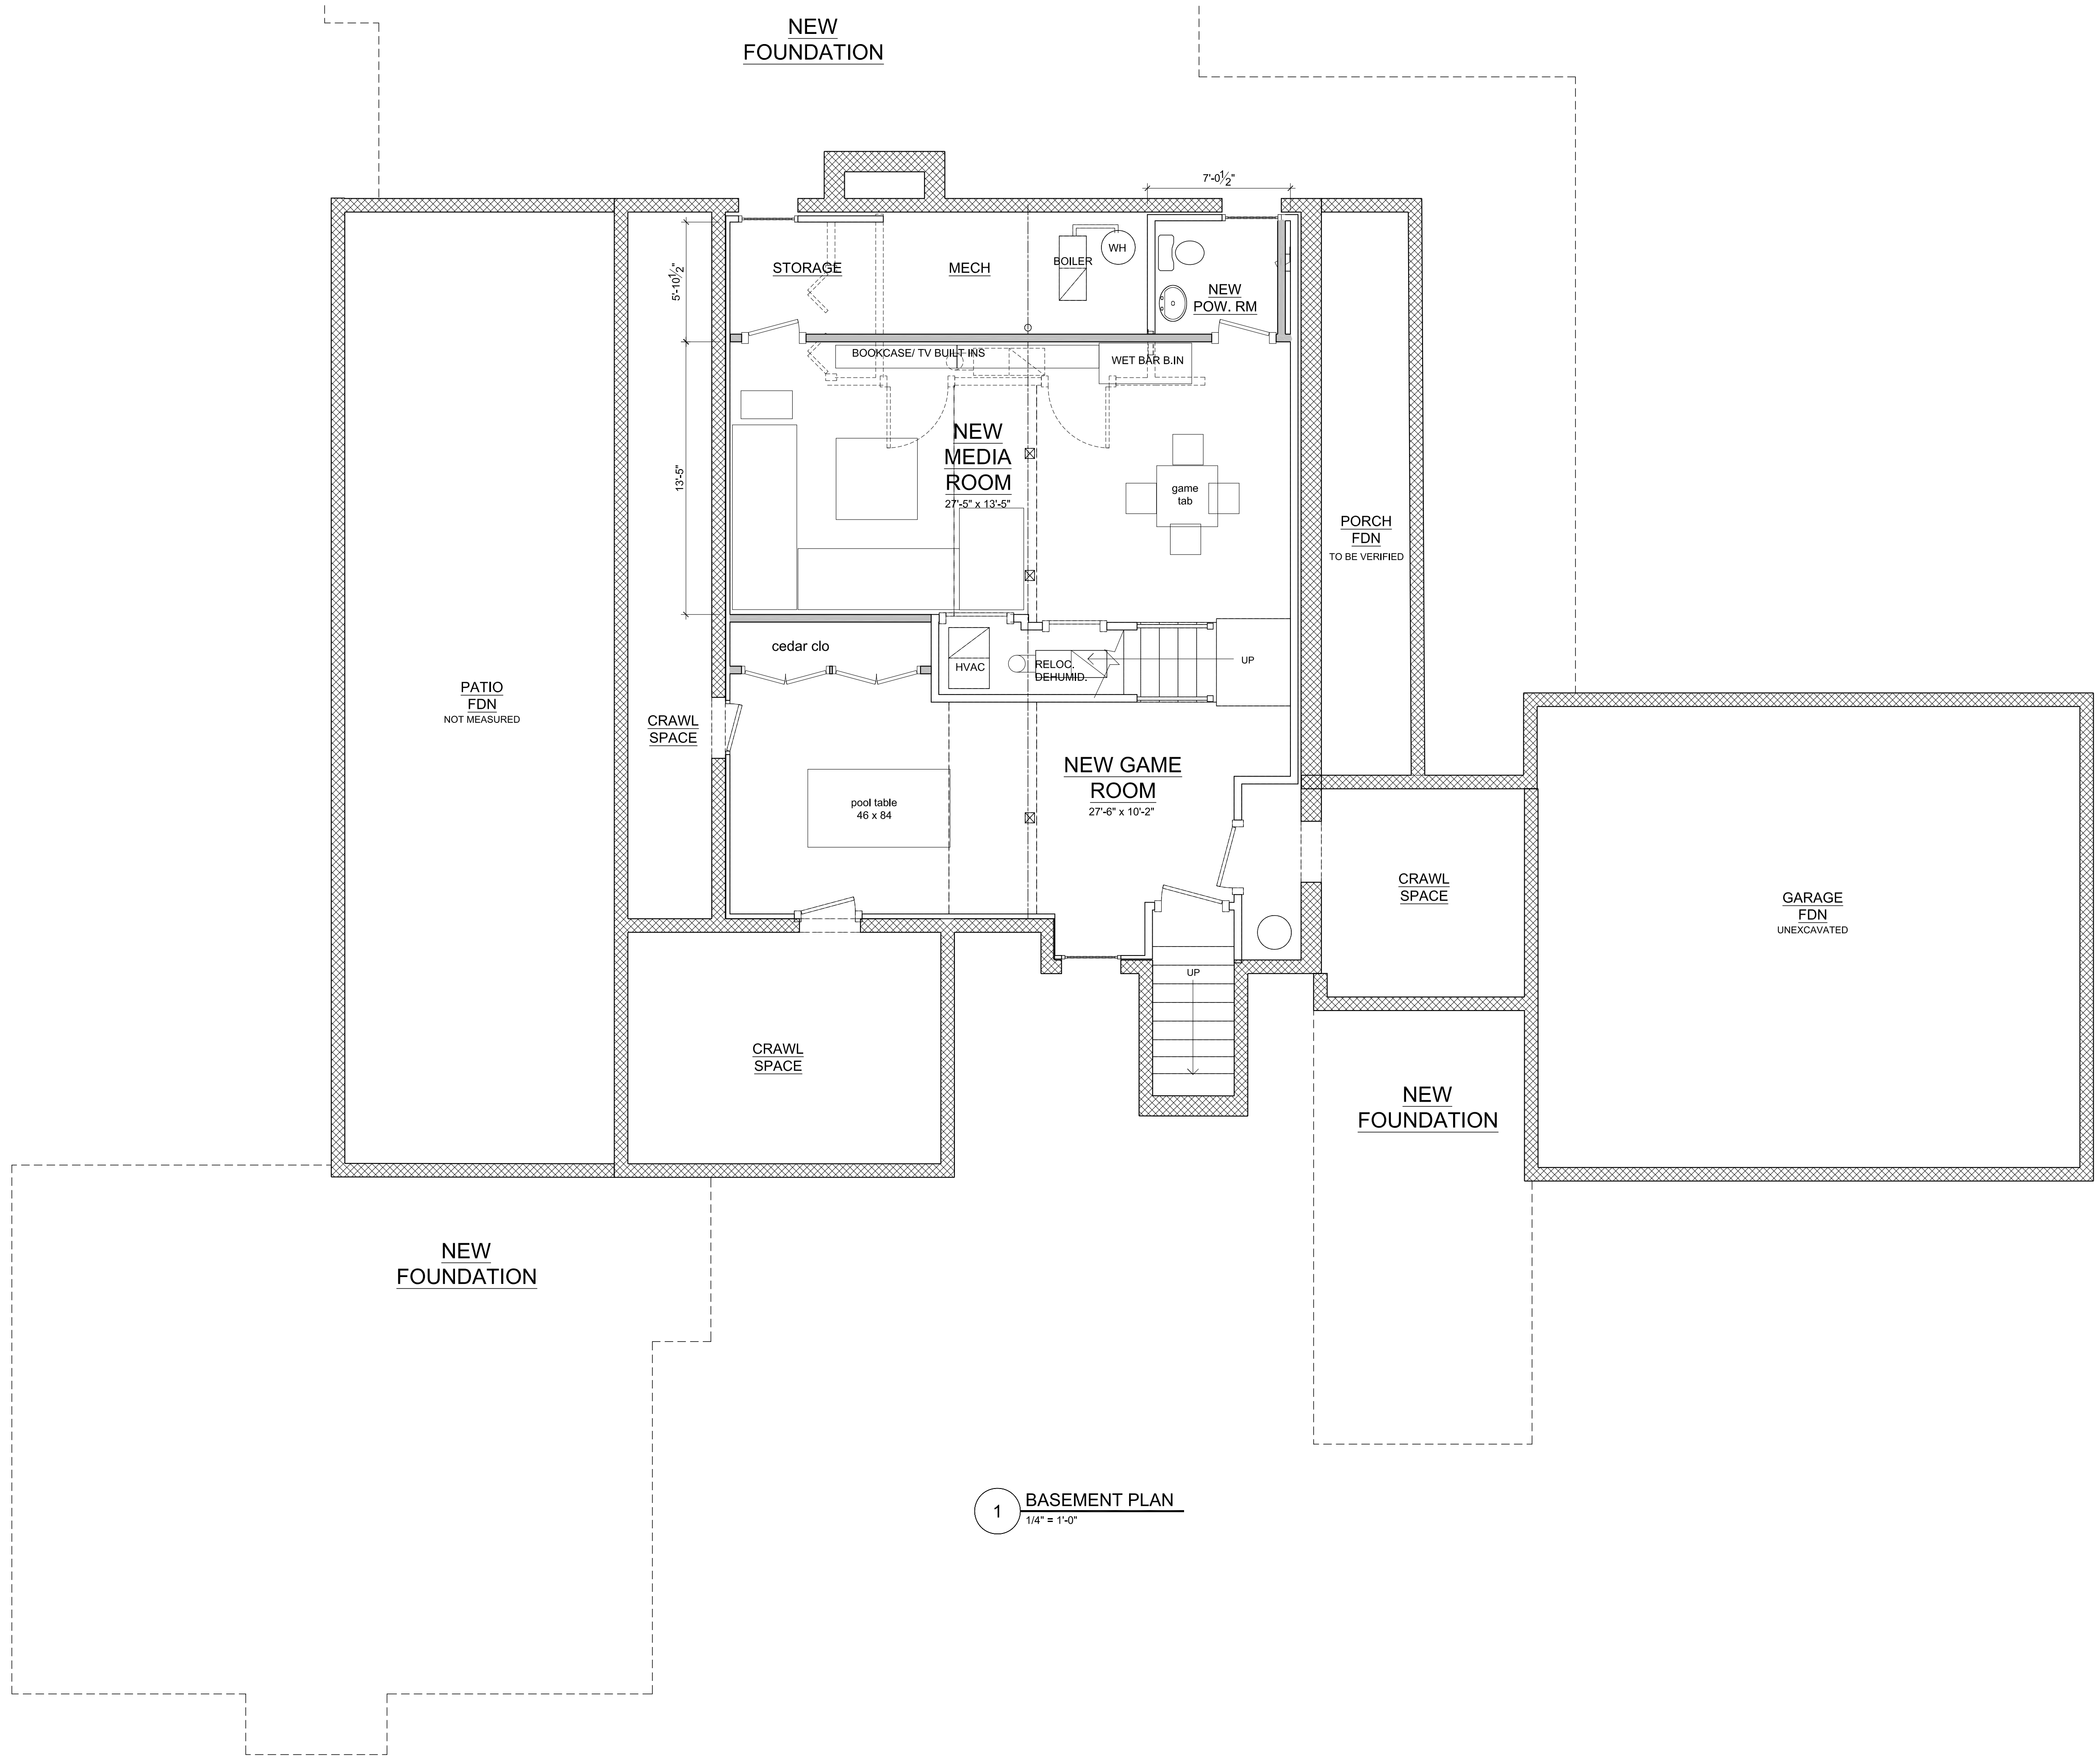 NEW
FOUNDATION
7'-0 1/2"
5'-10 1/2"
STORAGE
MECH
BOILER
WH
NEW
POW. RM
BOOKCASE/ TV BUILT INS
WET BAR B.IN
13'-5"
NEW
MEDIA
ROOM
27'-5" x 13'-5"
game
tab
PORCH
FDN
TO BE VERIFIED
cedar clo
HVAC
RELOC.
DEHUMID.
UP
PATIO
FDN
NOT MEASURED
CRAWL
SPACE
NEW GAME
ROOM
27'-6" x 10'-2"
pool table
46 x 84
CRAWL
SPACE
GARAGE
FDN
UNEXCAVATED
UP
CRAWL
SPACE
NEW
FOUNDATION
NEW
FOUNDATION
1
BASEMENT PLAN
1/4" = 1'-0"